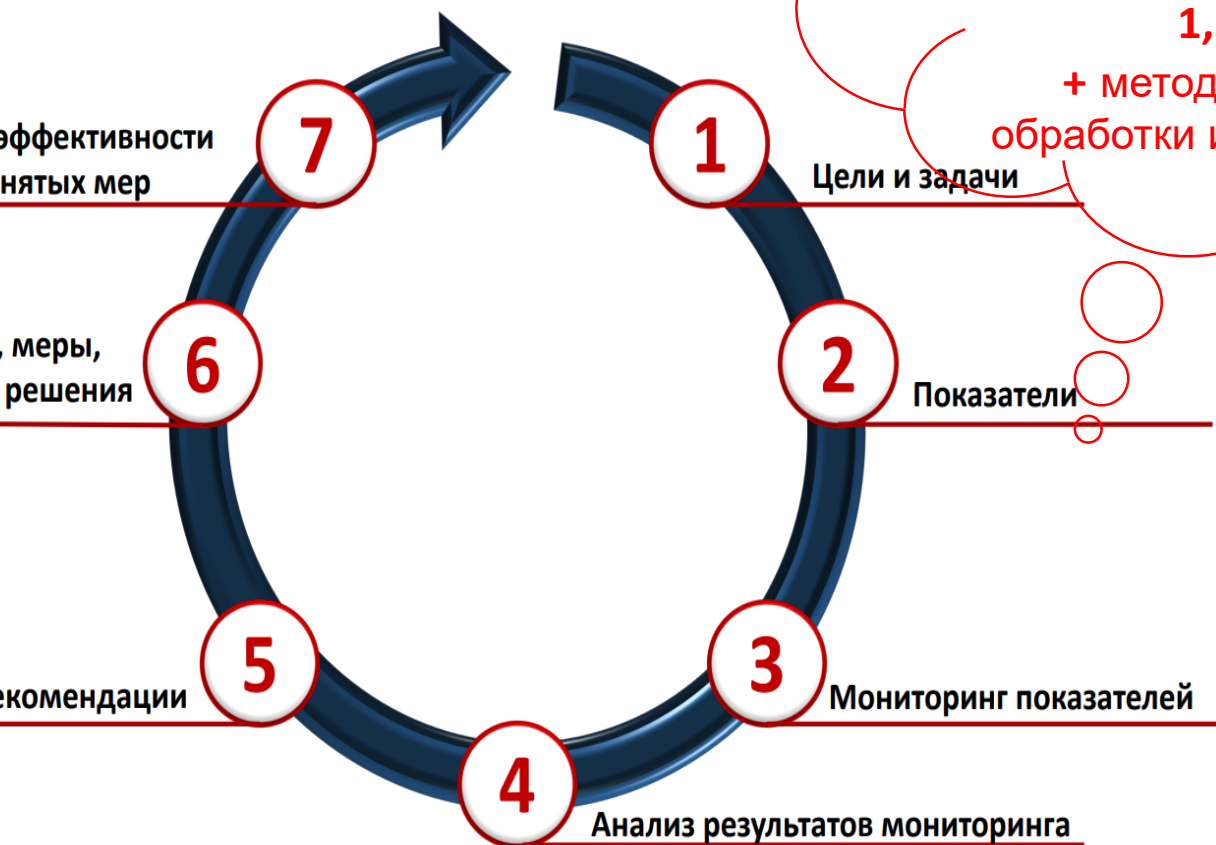 1,
+ метод
обработки и
1
Цели и задачи
2
Показатели
3
Мониторинг показателей
4
Анализ результатов мониторинга
5
екомендации
6
, меры,
решения
7
эффективности
нятых мер